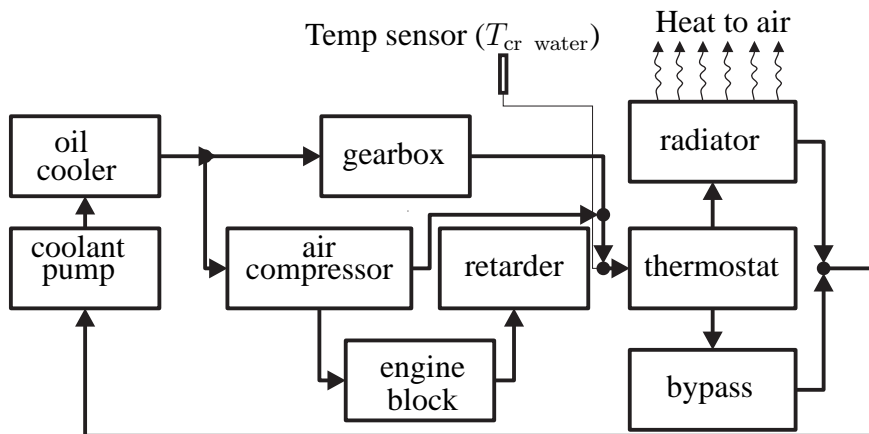 Temp sensor (T_cr water)
Heat to air
oil
cooler
gearbox
radiator
coolant
pump
air
compressor
retarder
thermostat
engine
block
bypass